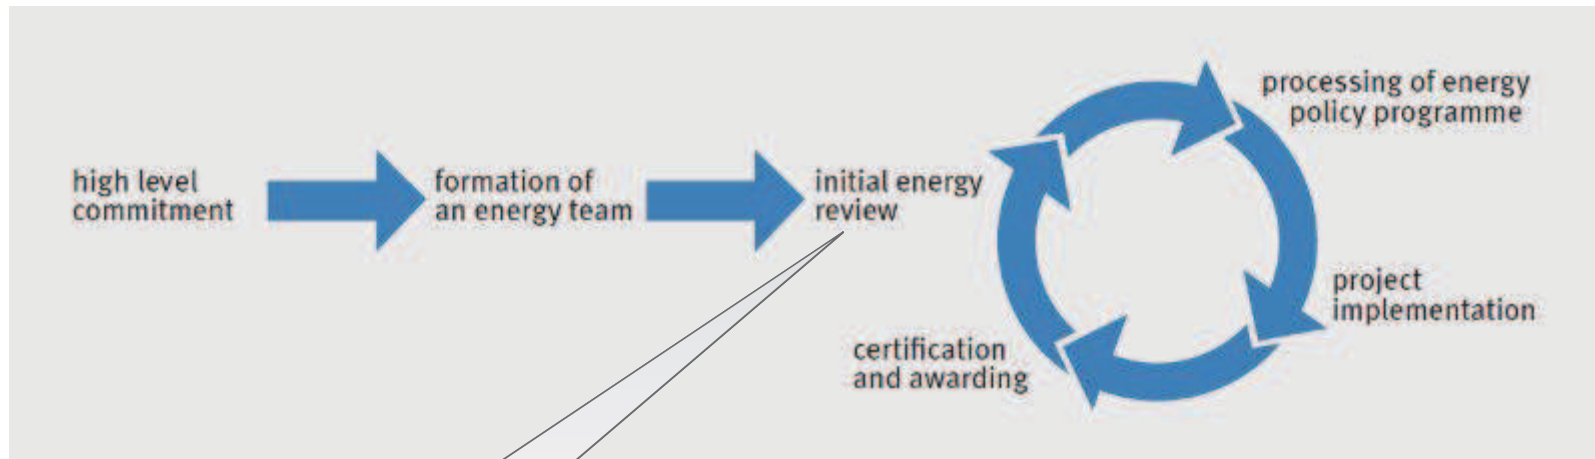 high level
commitment
formation of
an energy team
initial energy
review
processing of energy
policy programme
project
implementation
certification
and awarding